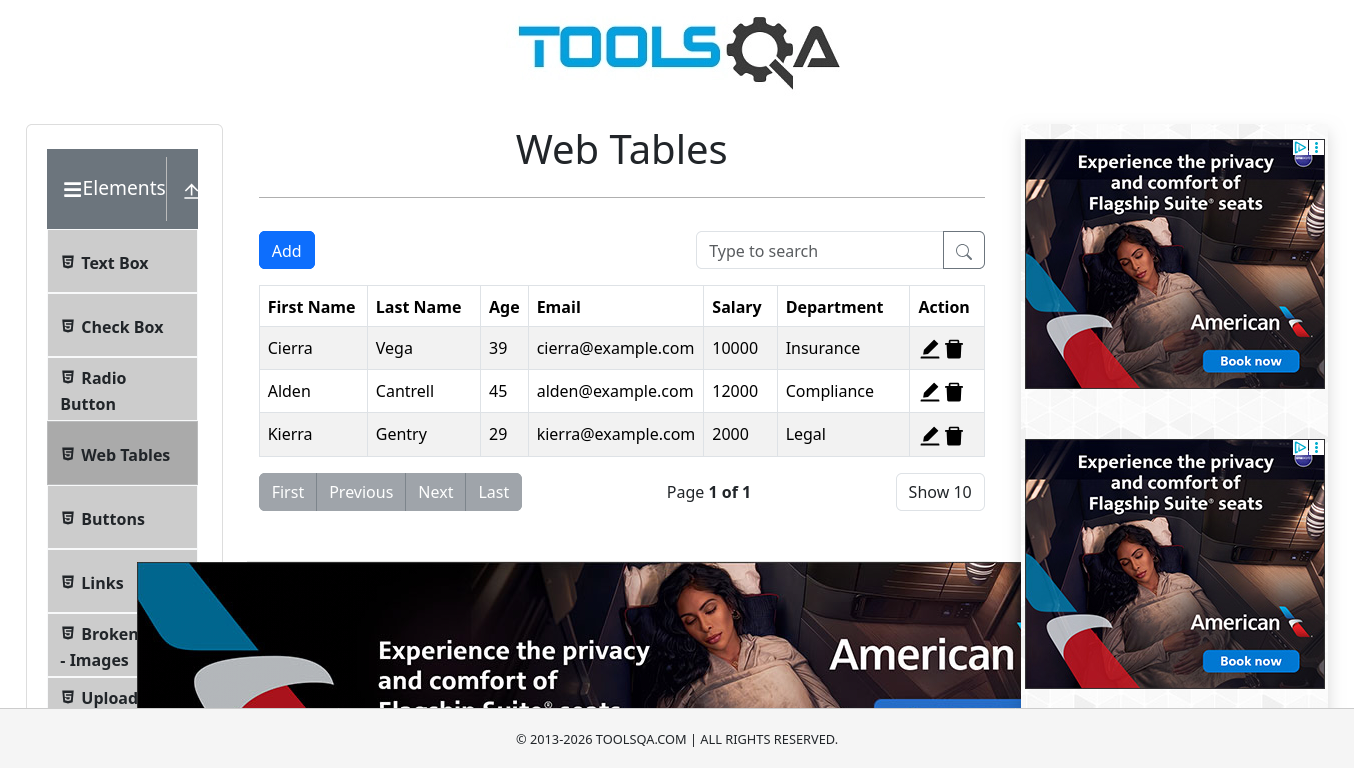 TOOLSQA
Elements
Text Box
Check Box
Radio
Button
Web Tables
Buttons
Links
Broken
- Images
Upload
Web Tables
Add
Type to search
First Name Last Name Age Email Salary Department Action
Cierra Vega 39 cierra@example.com 10000 Insurance
Alden Cantrell 45 alden@example.com 12000 Compliance
Kierra Gentry 29 kierra@example.com 2000 Legal
First Previous Next Last
Page 1 of 1
Show 10
Experience the privacy
and comfort of
Flagship Suite® seats
American
Book now
Experience the privacy
and comfort of
Flagship Suite® seats
American
Book now
Experience the privacy
and comfort of
Flagship Suite® seats
American
© 2013-2026 TOOLSQA.COM | ALL RIGHTS RESERVED.